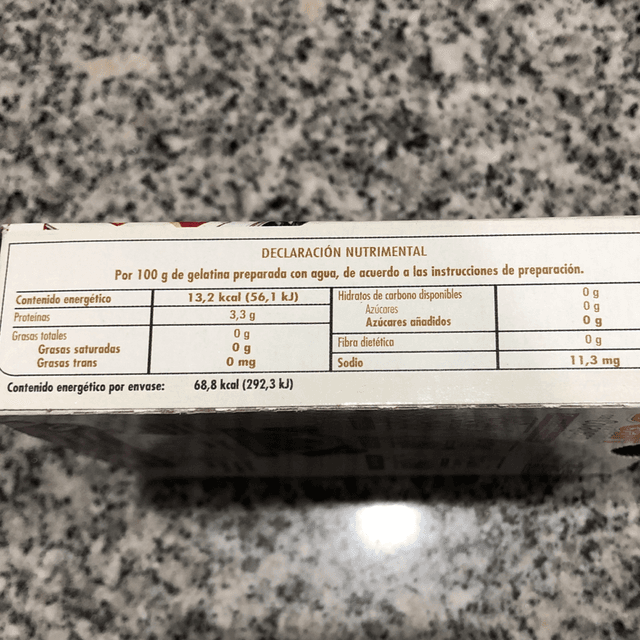 DECLARACIÓN NUTRIMENTAL
Por 100 g de gelatina preparada con agua, de acuerdo a las instrucciones de preparación.
Contenido energético 13,2 kcal (56,1 kJ)
Proteínas 3,3 g
Grasas totales 0 g
Grasas saturadas 0 g
Grasas trans 0 mg
Hidratos de carbono disponibles 0 g
Azúcares 0 g
Azúcares añadidos 0 g
Fibra dietética 0 g
Sodio 11,3 mg
Contenido energético por envase: 68,8 kcal (292,3 kJ)